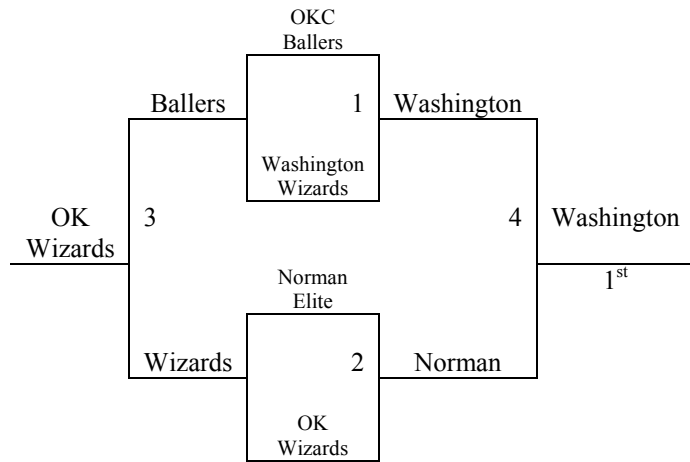 OKC
Ballers
Ballers
1
Washington
Washington
Wizards
OK
Wizards
3
4
Washington
1st
Norman
Elite
Wizards
2
Norman
OK
Wizards